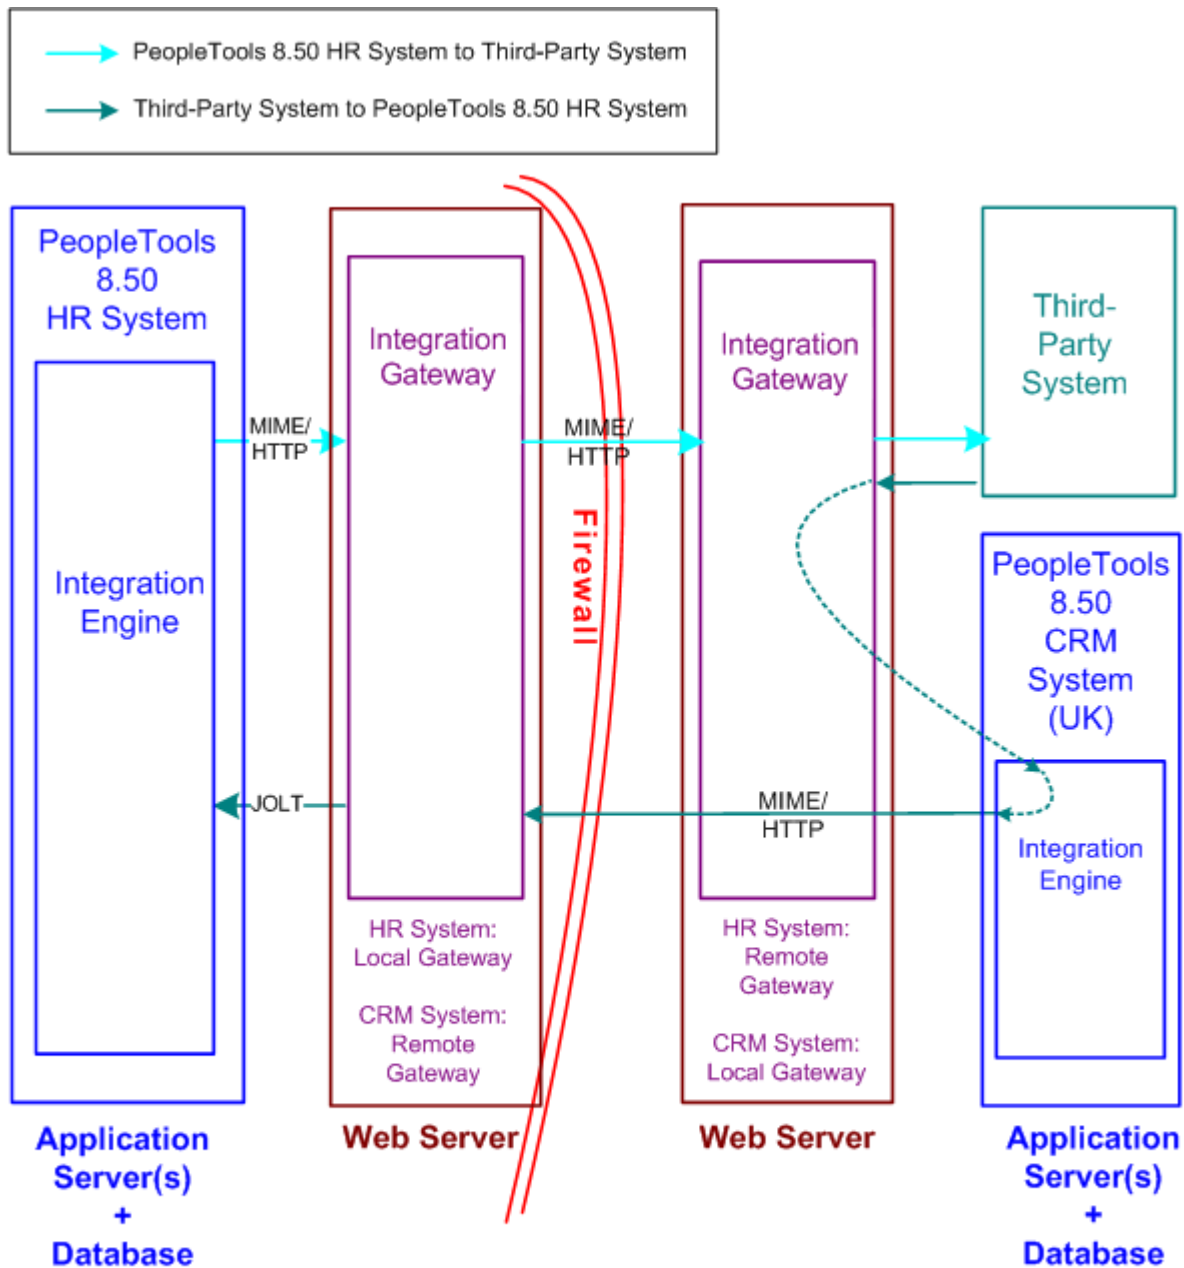 PeopleTools 8.50 HR System to Third-Party System
Third-Party System to PeopleTools 8.50 HR System
PeopleTools
8.50
HR System
Integration
Engine
MIME/
HTTP
JOLT
Application
Server(s)
+
Database
Integration
Gateway
HR System:
Local Gateway
CRM System:
Remote
Gateway
Web Server
MIME/
HTTP
Firewall
Integration
Gateway
MIME/
HTTP
HR System:
Remote
Gateway
CRM System:
Local Gateway
Web Server
Third-
Party
System
PeopleTools
8.50
CRM
System
(UK)
Integration
Engine
Application
Server(s)
+
Database